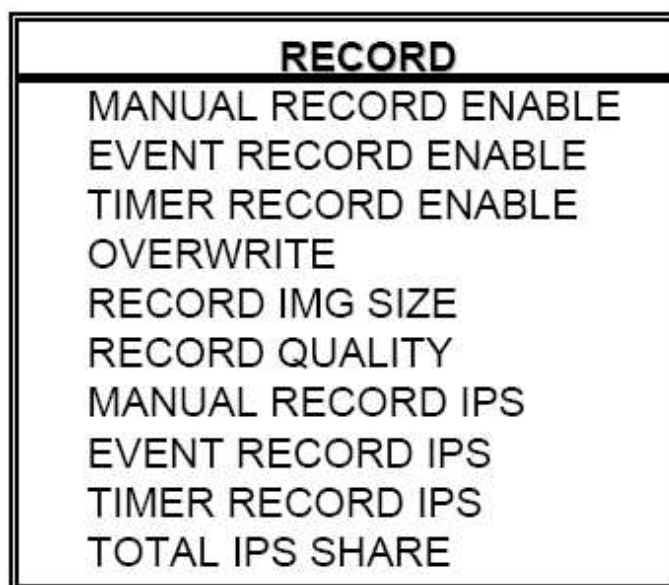 RECORD
MANUAL RECORD ENABLE
EVENT RECORD ENABLE
TIMER RECORD ENABLE
OVERWRITE
RECORD IMG SIZE
RECORD QUALITY
MANUAL RECORD IPS
EVENT RECORD IPS
TIMER RECORD IPS
TOTAL IPS SHARE